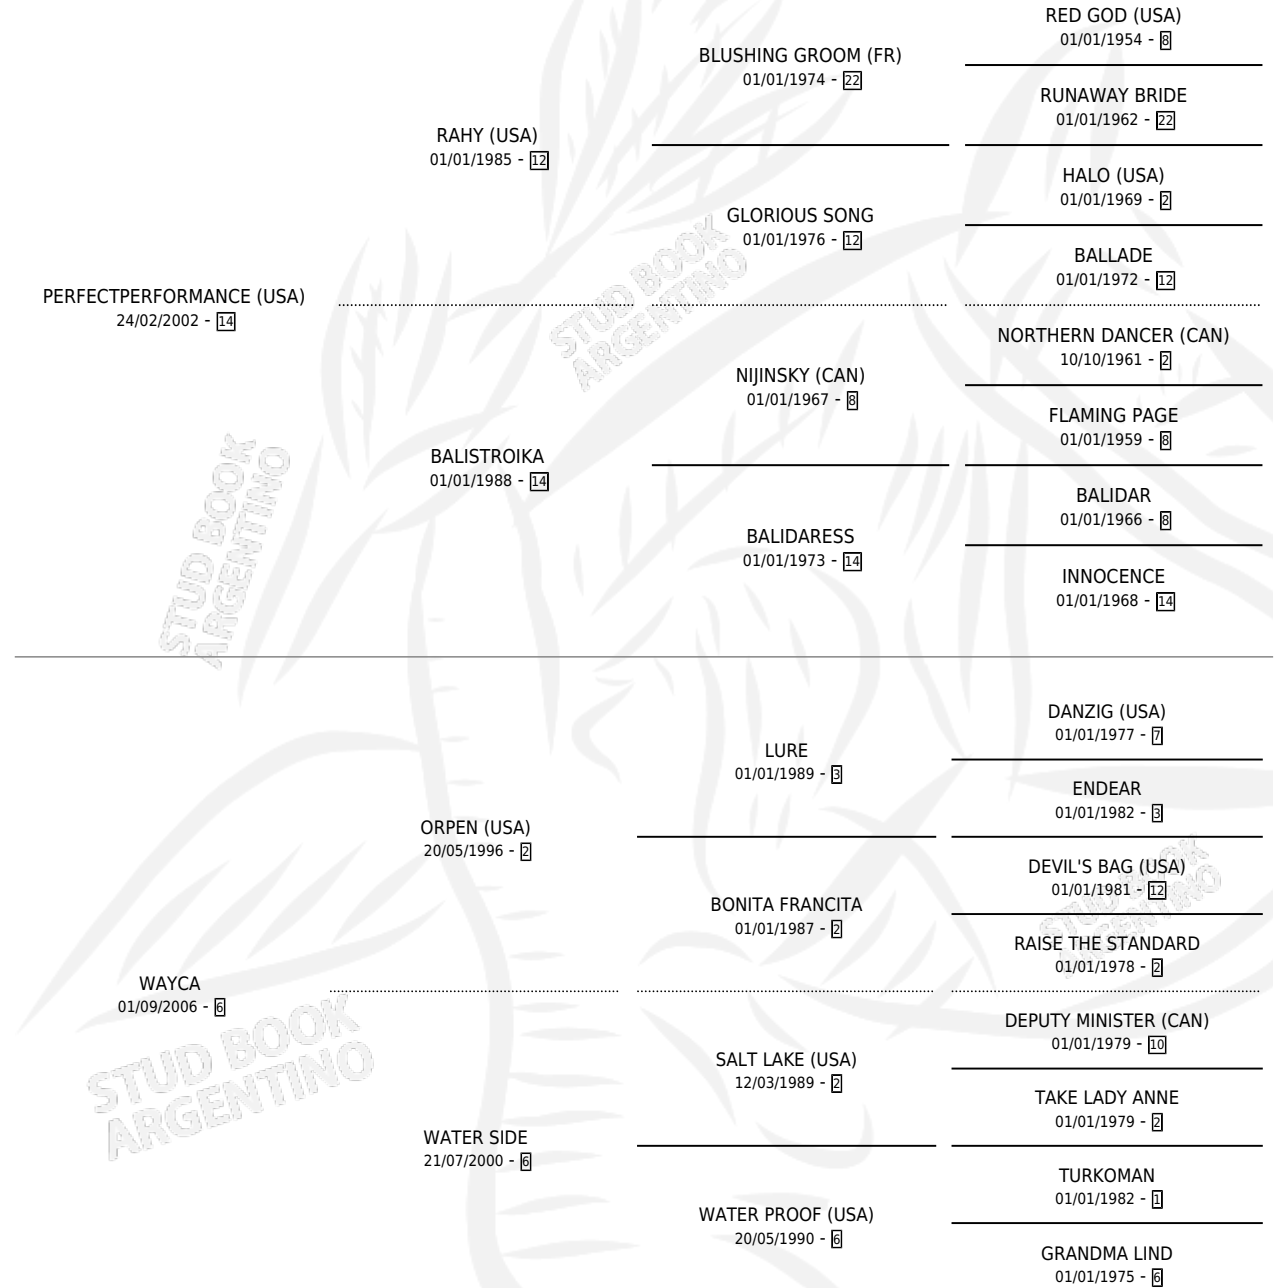 RED GOD (USA)
01/01/1954 - 8
BLUSHING GROOM (FR)
01/01/1974 - 22
RUNAWAY BRIDE
01/01/1962 - 22
RAHY (USA)
01/01/1985 - 12
HALO (USA)
01/01/1969 - 2
GLORIOUS SONG
01/01/1976 - 12
BALLADE
01/01/1972 - 12
STUD BOOK
ARGENTINO
PERFECTPERFORMANCE (USA)
24/02/2002 - 14
NORTHERN DANCER (CAN)
10/10/1961 - 2
NIJINSKY (CAN)
01/01/1967 - 8
FLAMING PAGE
01/01/1959 - 8
BALISTROIKA
01/01/1988 - 14
BALIDAR
01/01/1966 - 8
BALIDARESS
01/01/1973 - 14
INNOCENCE
01/01/1968 - 14
STUD BOOK
ARGENTINO
DANZIG (USA)
01/01/1977 - 7
LURE
01/01/1989 - 3
ENDEAR
01/01/1982 - 3
ORPEN (USA)
20/05/1996 - 2
DEVIL'S BAG (USA)
01/01/1981 - 12
BONITA FRANCITA
01/01/1987 - 2
RAISE THE STANDARD
01/01/1978 - 2
STUD BOOK
ARGENTINO
WAYCA
01/09/2006 - 6
DEPUTY MINISTER (CAN)
01/01/1979 - 10
SALT LAKE (USA)
12/03/1989 - 2
TAKE LADY ANNE
01/01/1979 - 2
STUD BOOK
ARGENTINO
WATER SIDE
21/07/2000 - 6
TURKOMAN
01/01/1982 - 1
WATER PROOF (USA)
20/05/1990 - 6
GRANDMA LIND
01/01/1975 - 6